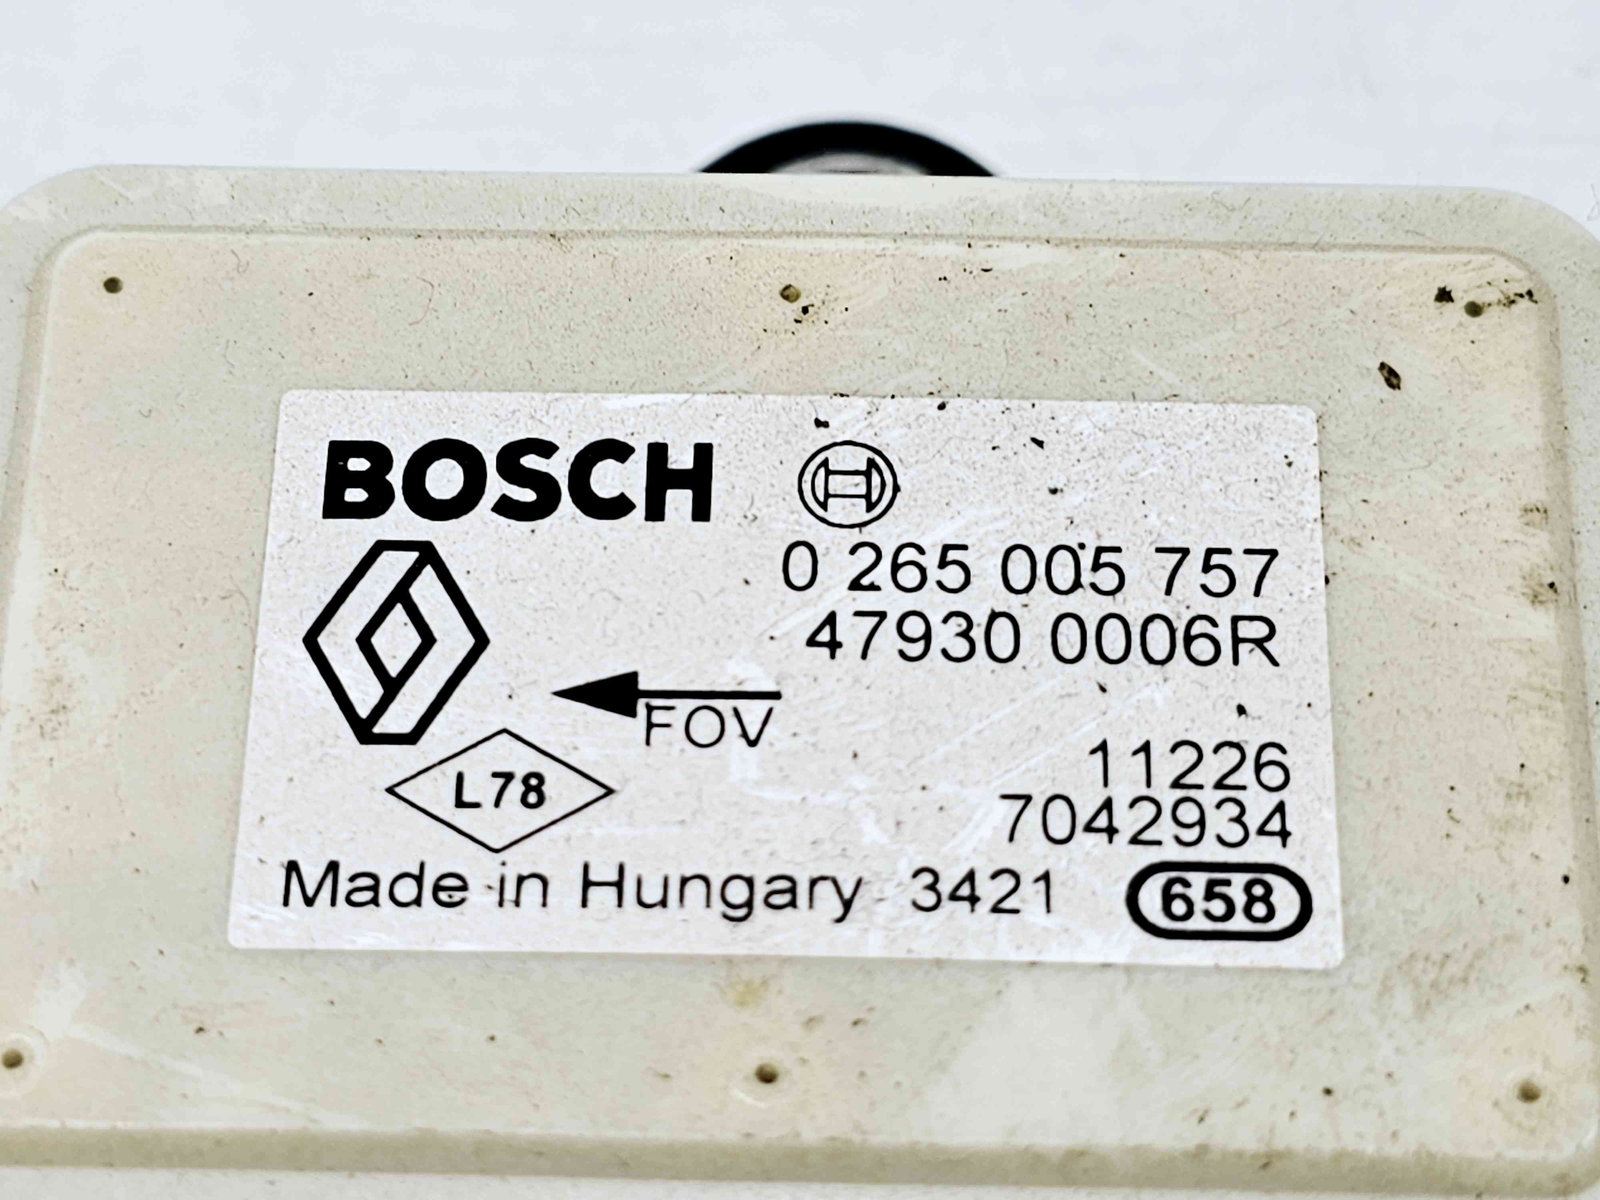 BOSCH
0 265 005 757
47930 0006R
FOV
L78
11226
7042934
Made in Hungary 3421 658